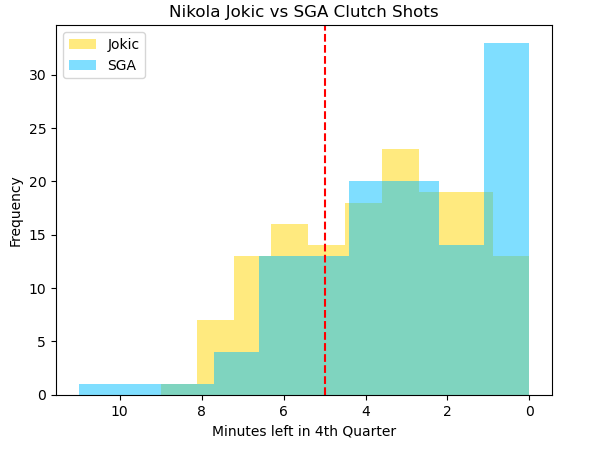 Nikola Jokic vs SGA Clutch Shots
Jokic
SGA
Frequency
30
25
20
15
10
5
0
10 8 6 4 2 0
Minutes left in 4th Quarter